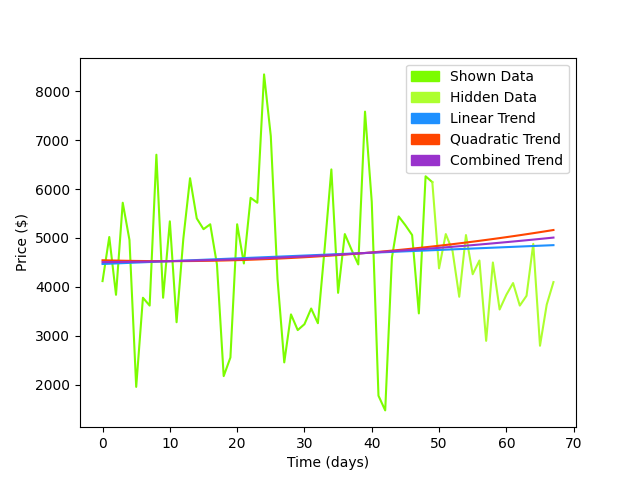 Shown Data
Hidden Data
Linear Trend
Quadratic Trend
Combined Trend
Price ($)
8000
7000
6000
5000
4000
3000
2000
0 10 20 30 40 50 60 70
Time (days)